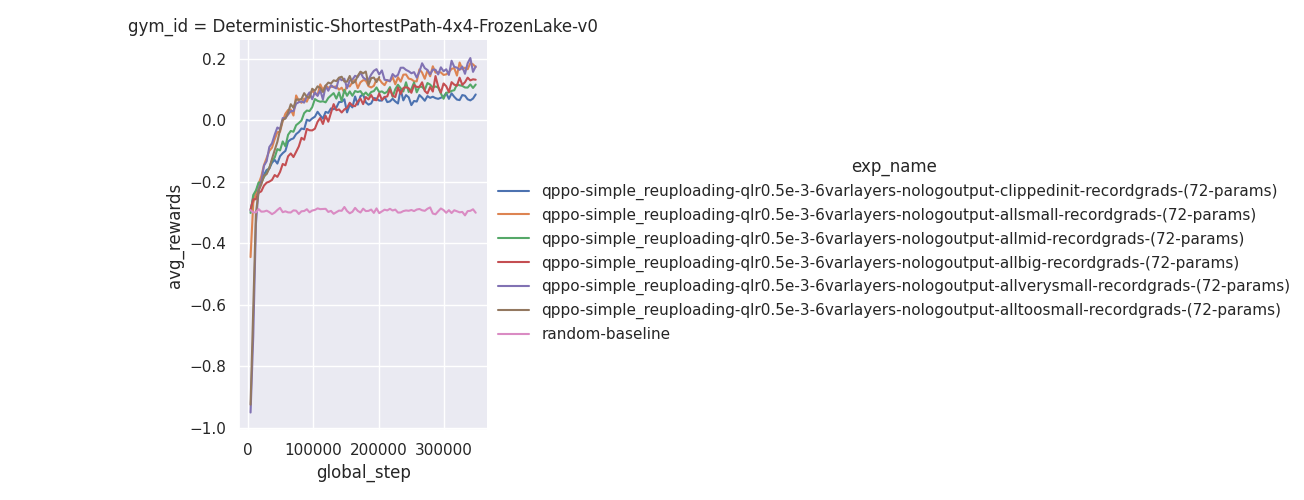 gym_id = Deterministic-ShortestPath-4x4-FrozenLake-v0
0.2
0.0
−0.2
−0.4
−0.6
−0.8
−1.0
avg_rewards
0 100000 200000 300000
global_step
exp_name
qppo-simple_reuploading-qlr0.5e-3-6varlayers-nologoutput-clippedinit-recordgrads-(72-params)
qppo-simple_reuploading-qlr0.5e-3-6varlayers-nologoutput-allsmall-recordgrads-(72-params)
qppo-simple_reuploading-qlr0.5e-3-6varlayers-nologoutput-allmid-recordgrads-(72-params)
qppo-simple_reuploading-qlr0.5e-3-6varlayers-nologoutput-allbig-recordgrads-(72-params)
qppo-simple_reuploading-qlr0.5e-3-6varlayers-nologoutput-allverysmall-recordgrads-(72-params)
qppo-simple_reuploading-qlr0.5e-3-6varlayers-nologoutput-alltoosmall-recordgrads-(72-params)
random-baseline